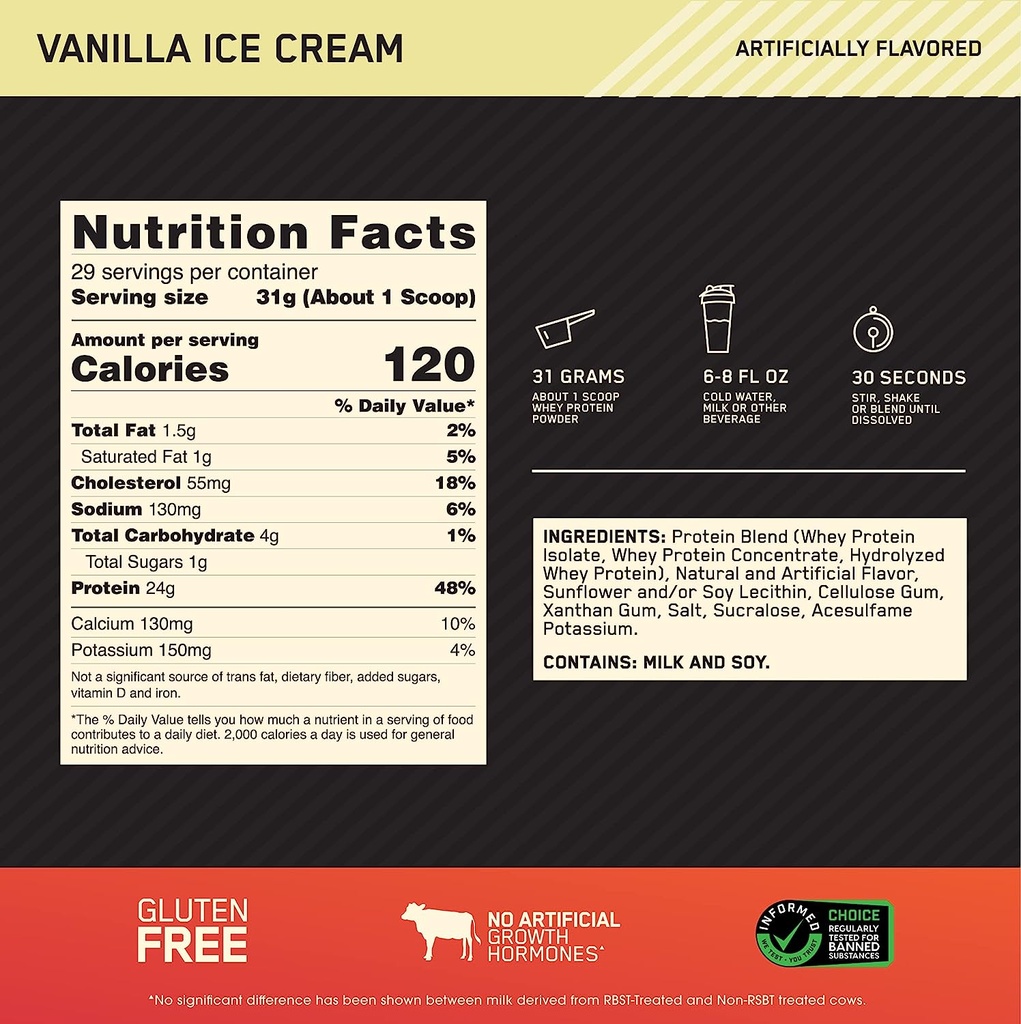 VANILLA ICE CREAM
ARTIFICIALLY FLAVORED
Nutrition Facts
29 servings per container
Serving size 31g (About 1 Scoop)
Amount per serving
Calories 120
% Daily Value*
Total Fat 1.5g 2%
Saturated Fat 1g 5%
Cholesterol 55mg 18%
Sodium 130mg 6%
Total Carbohydrate 4g 1%
Total Sugars 1g
Protein 24g 48%
Calcium 130mg 10%
Potassium 150mg 4%
Not a significant source of trans fat, dietary fiber, added sugars,
vitamin D and iron.
*The % Daily Value tells you how much a nutrient in a serving of food
contributes to a daily diet. 2,000 calories a day is used for general
nutrition advice.
31 GRAMS
ABOUT 1 SCOOP
WHEY PROTEIN
POWDER
6-8 FL OZ
COLD WATER,
MILK OR OTHER
BEVERAGE
30 SECONDS
STIR, SHAKE
OR BLEND UNTIL
DISSOLVED
INGREDIENTS: Protein Blend (Whey Protein
Isolate, Whey Protein Concentrate, Hydrolyzed
Whey Protein), Natural and Artificial Flavor,
Sunflower and/or Soy Lecithin, Cellulose Gum,
Xanthan Gum, Salt, Sucralose, Acesulfame
Potassium.
CONTAINS: MILK AND SOY.
GLUTEN
FREE
NO ARTIFICIAL
GROWTH
HORMONES^
INFORMED
WE TEST · YOU TRUST
CHOICE
REGULARLY
TESTED FOR
BANNED
SUBSTANCES
^No significant difference has been shown between milk derived from RBST-Treated and Non-RSBT treated cows.